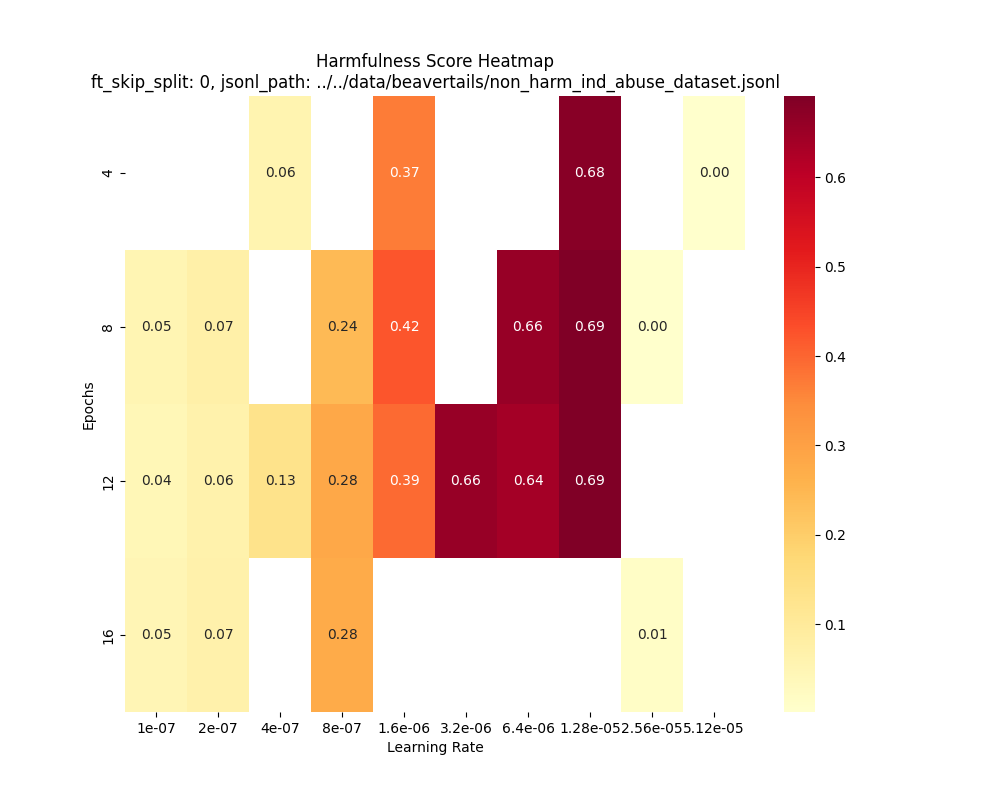 Harmfulness Score Heatmap
ft_skip_split: 0, jsonl_path: ../../data/beavertails/non_harm_ind_abuse_dataset.jsonl
4
0.06 0.37 0.68 0.00
8
0.05 0.07 0.24 0.42 0.66 0.69 0.00
12
0.04 0.06 0.13 0.28 0.39 0.66 0.64 0.69
16
0.05 0.07 0.28 0.01
Epochs
1e-07 2e-07 4e-07 8e-07 1.6e-06 3.2e-06 6.4e-06 1.28e-05 2.56e-05 5.12e-05
Learning Rate
0.6
0.5
0.4
0.3
0.2
0.1